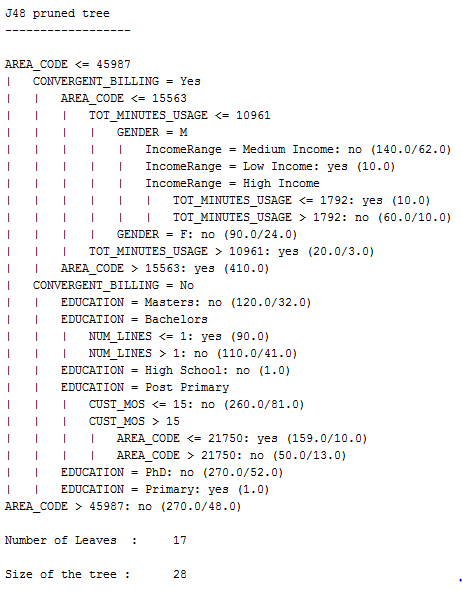 J48 pruned tree
------------------
AREA_CODE <= 45987
|   CONVERGENT_BILLING = Yes
|   |   AREA_CODE <= 15563
|   |   |   TOT_MINUTES_USAGE <= 10961
|   |   |   |   GENDER = M
|   |   |   |   |   IncomeRange = Medium Income: no (140.0/62.0)
|   |   |   |   |   IncomeRange = Low Income: yes (10.0)
|   |   |   |   |   IncomeRange = High Income
|   |   |   |   |   |   TOT_MINUTES_USAGE <= 1792: yes (10.0)
|   |   |   |   |   |   TOT_MINUTES_USAGE > 1792: no (60.0/10.0)
|   |   |   |   GENDER = F: no (90.0/24.0)
|   |   |   TOT_MINUTES_USAGE > 10961: yes (20.0/3.0)
|   |   AREA_CODE > 15563: yes (410.0)
|   CONVERGENT_BILLING = No
|   |   EDUCATION = Masters: no (120.0/32.0)
|   |   EDUCATION = Bachelors
|   |   |   NUM_LINES <= 1: yes (90.0)
|   |   |   NUM_LINES > 1: no (110.0/41.0)
|   |   EDUCATION = High School: no (1.0)
|   |   EDUCATION = Post Primary
|   |   |   CUST_MOS <= 15: no (260.0/81.0)
|   |   |   CUST_MOS > 15
|   |   |   |   AREA_CODE <= 21750: yes (159.0/10.0)
|   |   |   |   AREA_CODE > 21750: no (50.0/13.0)
|   |   EDUCATION = PhD: no (270.0/52.0)
|   |   EDUCATION = Primary: yes (1.0)
AREA_CODE > 45987: no (270.0/48.0)
Number of Leaves  :     17
Size of the tree :      28